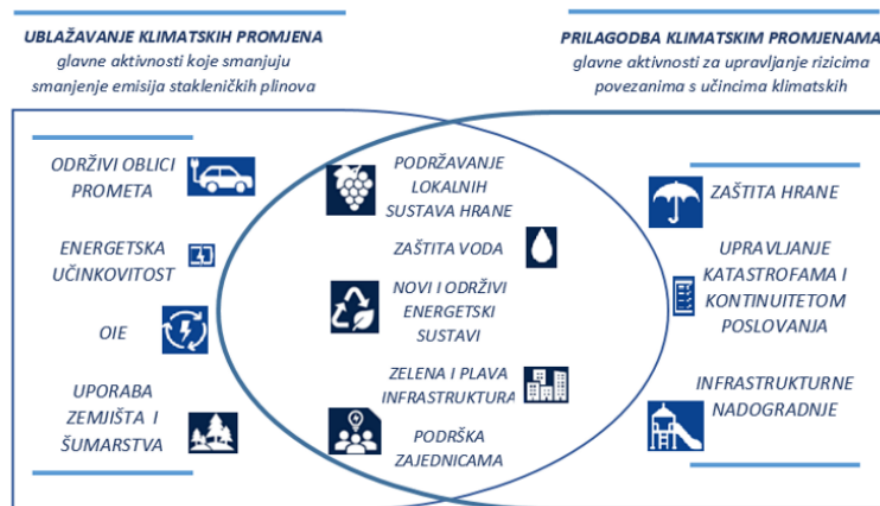 UBLAŽAVANJE KLIMATSKIH PROMJENA
glavne aktivnosti koje smanjuju
smanjenje emisija stakleničkih plinova
PRILAGODBA KLIMATSKIM PROMJENAMA
glavne aktivnosti za upravljanje rizicima
povezanima s učincima klimatskih
ODRŽIVI OBLICI
PROMETA
ENERGETSKA
UČINKOVITOST
OIE
UPORABA
ZEMJIŠTA I
ŠUMARSTVA
PODRŽAVANJE
LOKALNIH
SUSTAVA HRANE
ZAŠTITA VODA
NOVI I ODRŽIVI
ENERGETSKI
SUSTAVI
ZELENA I PLAVA
INFRASTRUKTURA
PODRŠKA
ZAJEDNICAMA
ZAŠTITA HRANE
UPRAVLJANJE
KATASTROFAMA I
KONTINUITETOM
POSLOVANJA
INFRASTRUKTURNE
NADOGRADNJE